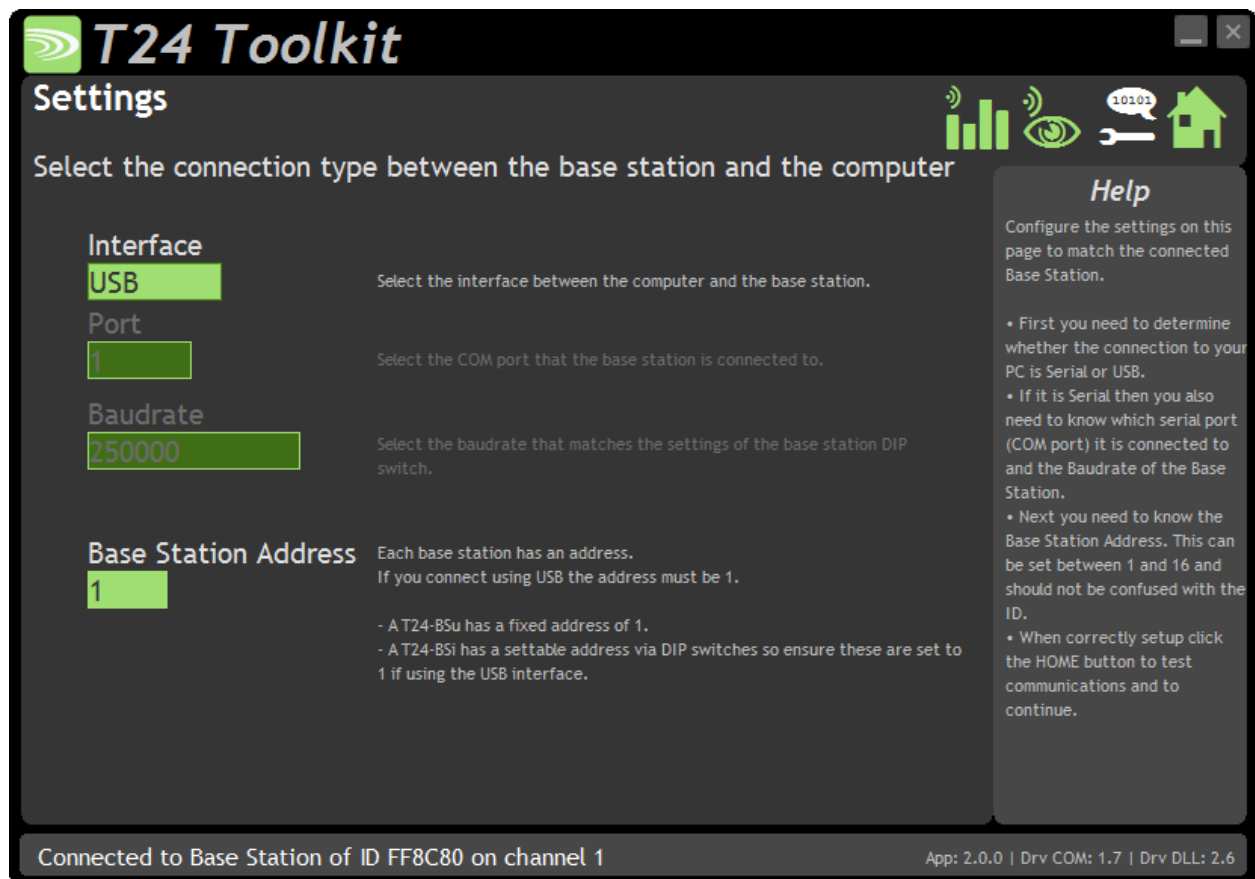 T24 Toolkit
Settings
10101
Select the connection type between the base station and the computer
Interface
USB
Select the interface between the computer and the base station.
Port
1
Select the COM port that the base station is connected to.
Baudrate
250000
Select the baudrate that matches the settings of the base station DIP
switch.
Base Station Address
1
Each base station has an address.
If you connect using USB the address must be 1.
- A T24-BSu has a fixed address of 1.
- A T24-BSi has a settable address via DIP switches so ensure these are set to
1 if using the USB interface.
Help
Configure the settings on this
page to match the connected
Base Station.
• First you need to determine
whether the connection to your
PC is Serial or USB.
• If it is Serial then you also
need to know which serial port
(COM port) it is connected to
and the Baudrate of the Base
Station.
• Next you need to know the
Base Station Address. This can
be set between 1 and 16 and
should not be confused with the
ID.
• When correctly setup click
the HOME button to test
communications and to
continue.
Connected to Base Station of ID FF8C80 on channel 1
App: 2.0.0 | Drv COM: 1.7 | Drv DLL: 2.6